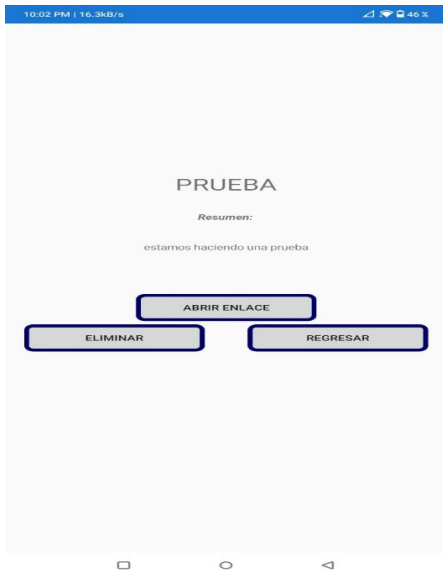 10:02 PM | 16.3kB/s 46 %
PRUEBA
Resumen:
estamos haciendo una prueba
ABRIR ENLACE
ELIMINAR REGRESAR